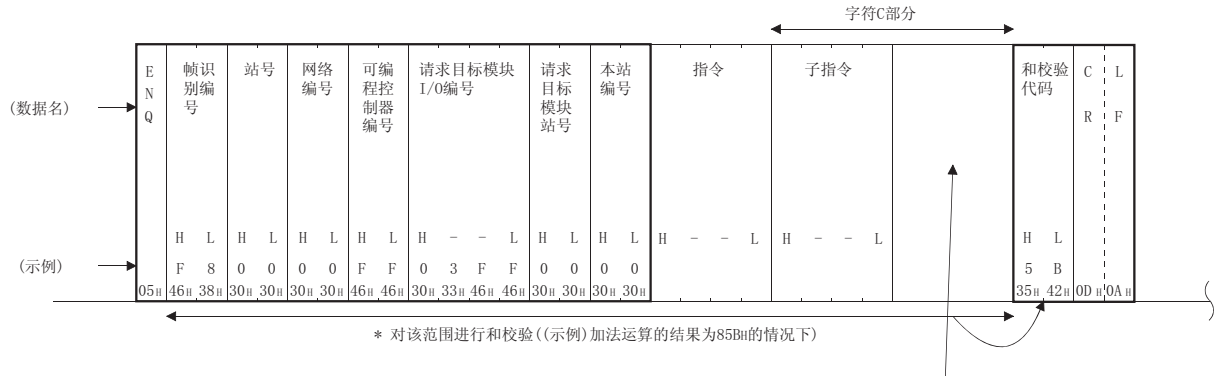 字符C部分
(数据名)
E
N
Q
帧识
别编
号
站号
网络
编号
可编
程控
制器
编号
请求目标模块
I/O编号
请求
目标
模块
站号
本站
编号
指令
子指令
和校验
代码
C
R
L
F
H L H L H L H L H - - L H L H L H - - L H - - L H L
(示例)
F 8 0 0 0 0 F F 0 3 F F 0 0 0 0 5 B
05H 46H 38H 30H 30H 30H 30H 46H 46H 30H 33H 46H 46H 30H 30H 30H 30H 35H 42H 0DH 0AH
* 对该范围进行和校验((示例)加法运算的结果为85BH的情况下)